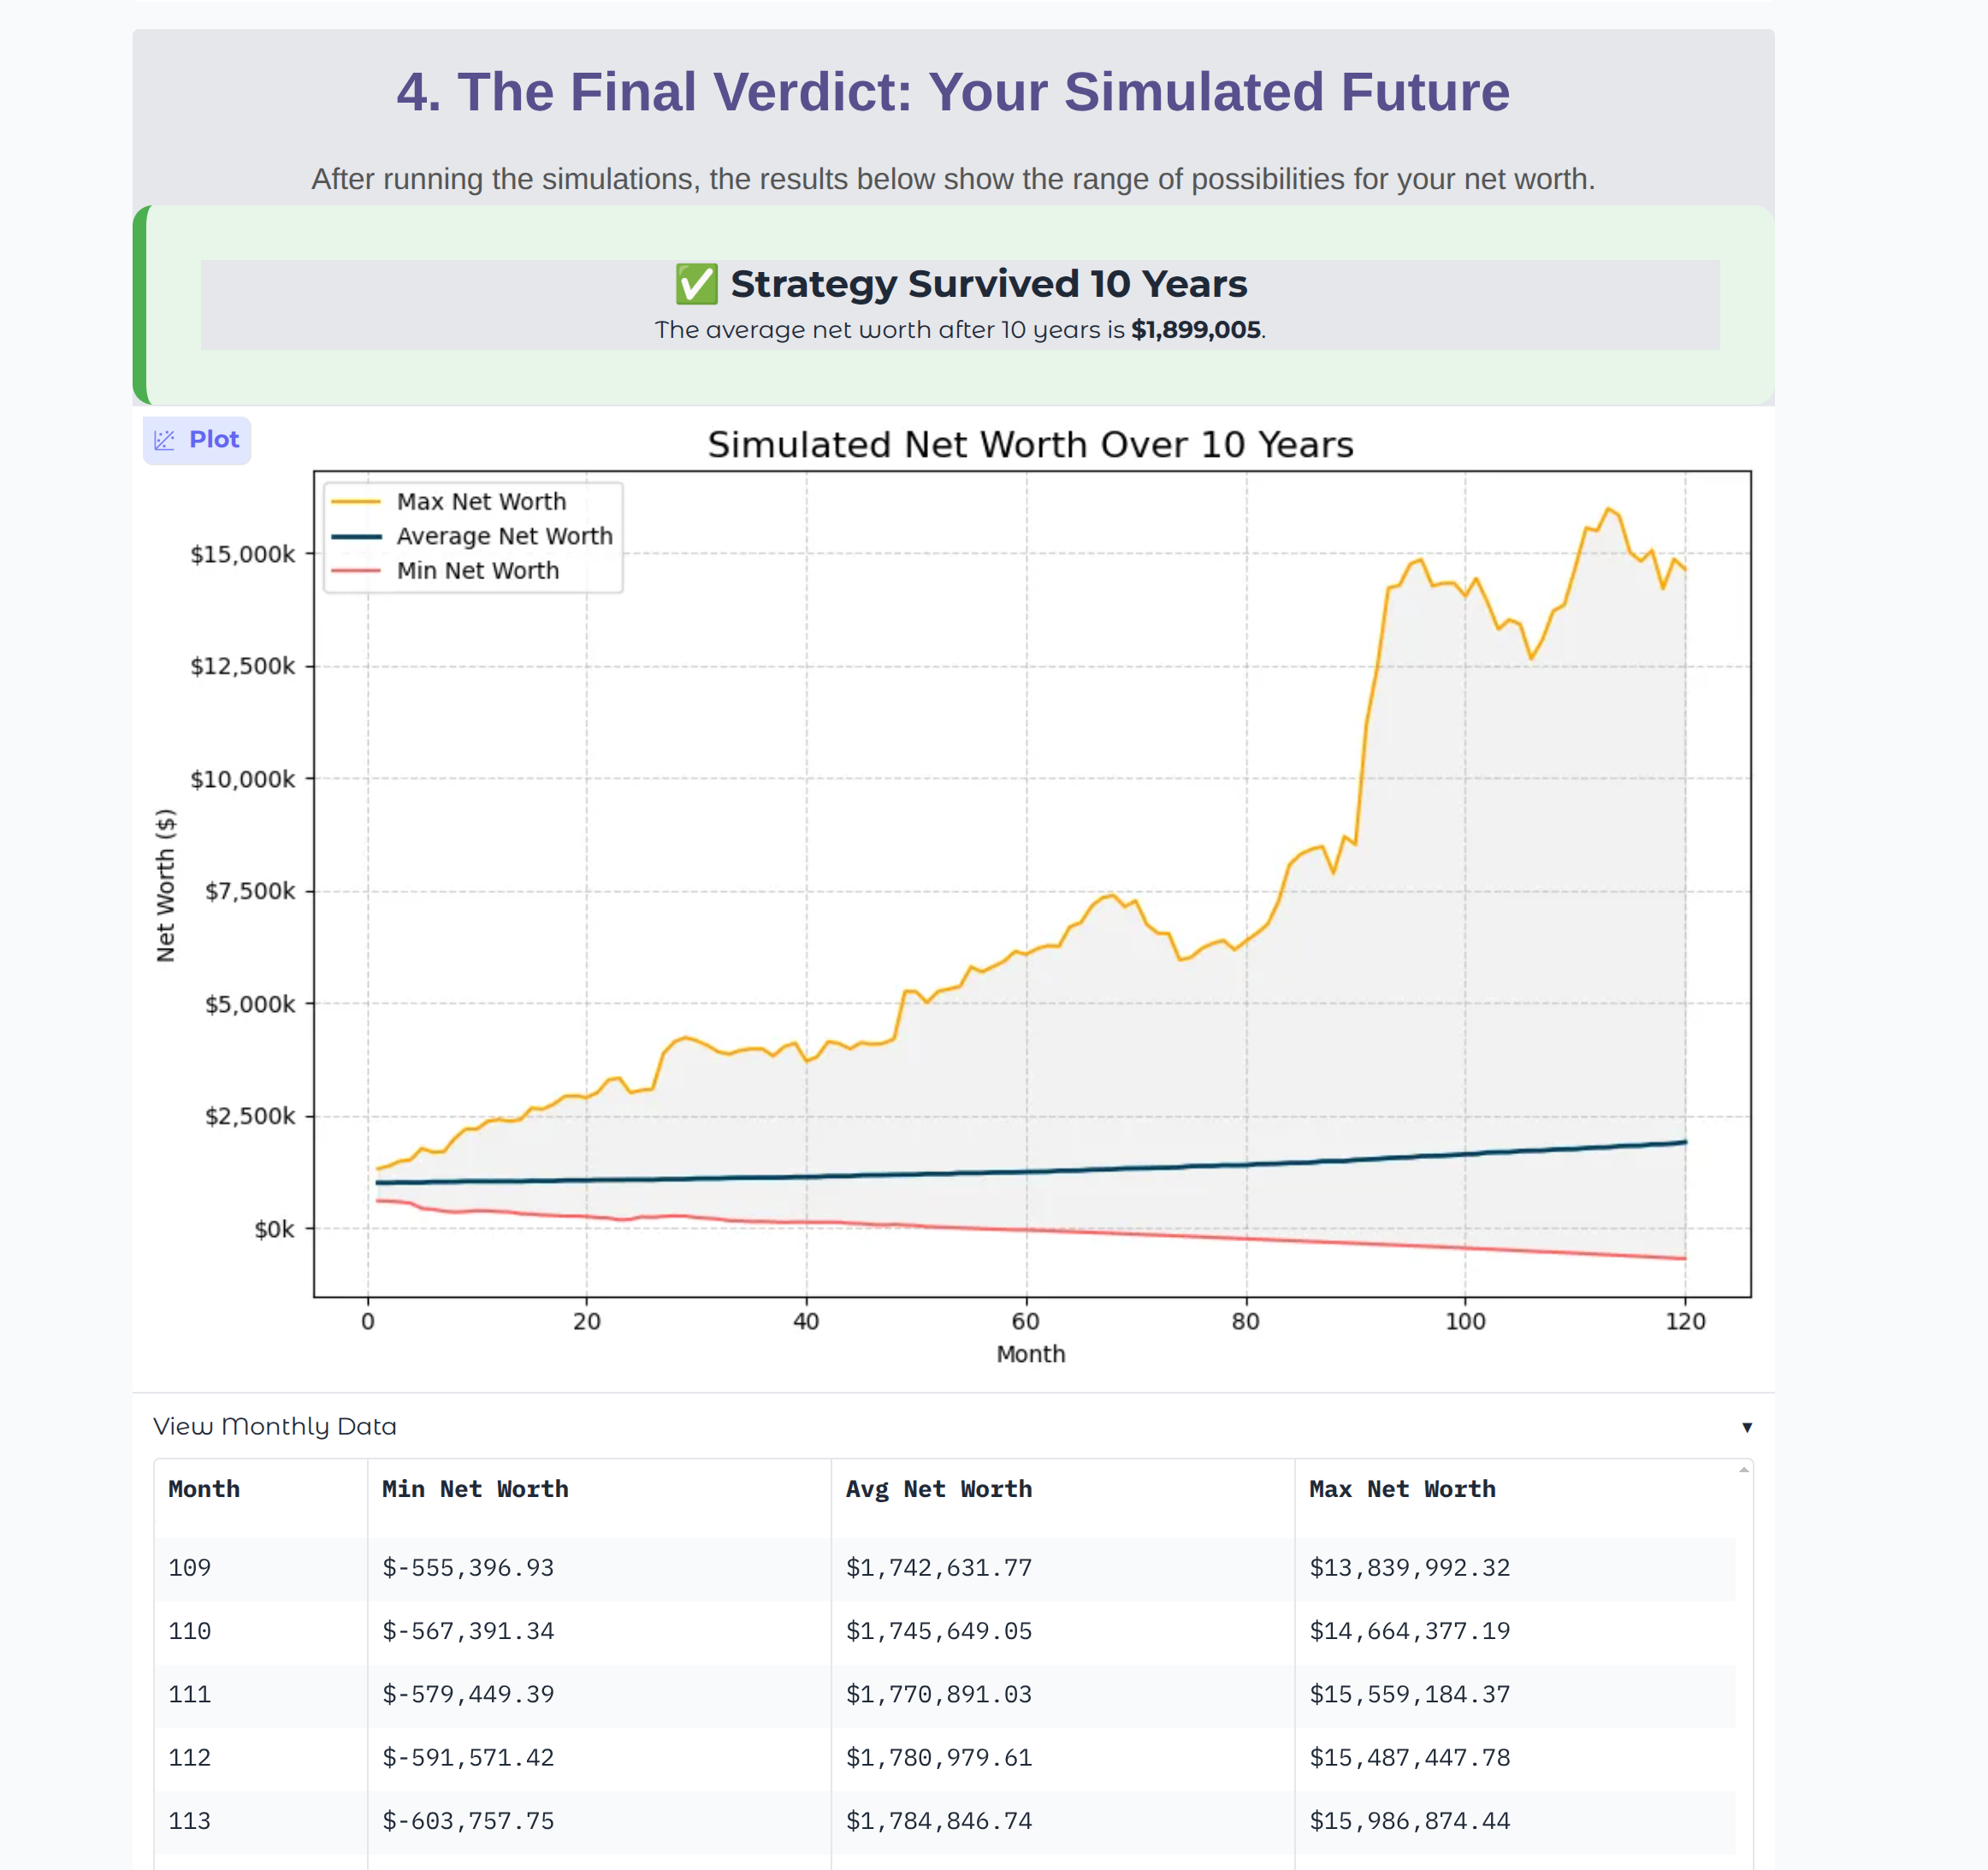 4. The Final Verdict: Your Simulated Future
After running the simulations, the results below show the range of possibilities for your net worth.
✅ Strategy Survived 10 Years
The average net worth after 10 years is $1,899,005.
Plot
Simulated Net Worth Over 10 Years
Max Net Worth
Average Net Worth
Min Net Worth
$15,000k
$12,500k
$10,000k
$7,500k
$5,000k
$2,500k
$0k
Net Worth ($)
0 20 40 60 80 100 120
Month
View Monthly Data ▼
Month Min Net Worth Avg Net Worth Max Net Worth
109 $-555,396.93 $1,742,631.77 $13,839,992.32
110 $-567,391.34 $1,745,649.05 $14,664,377.19
111 $-579,449.39 $1,770,891.03 $15,559,184.37
112 $-591,571.42 $1,780,979.61 $15,487,447.78
113 $-603,757.75 $1,784,846.74 $15,986,874.44